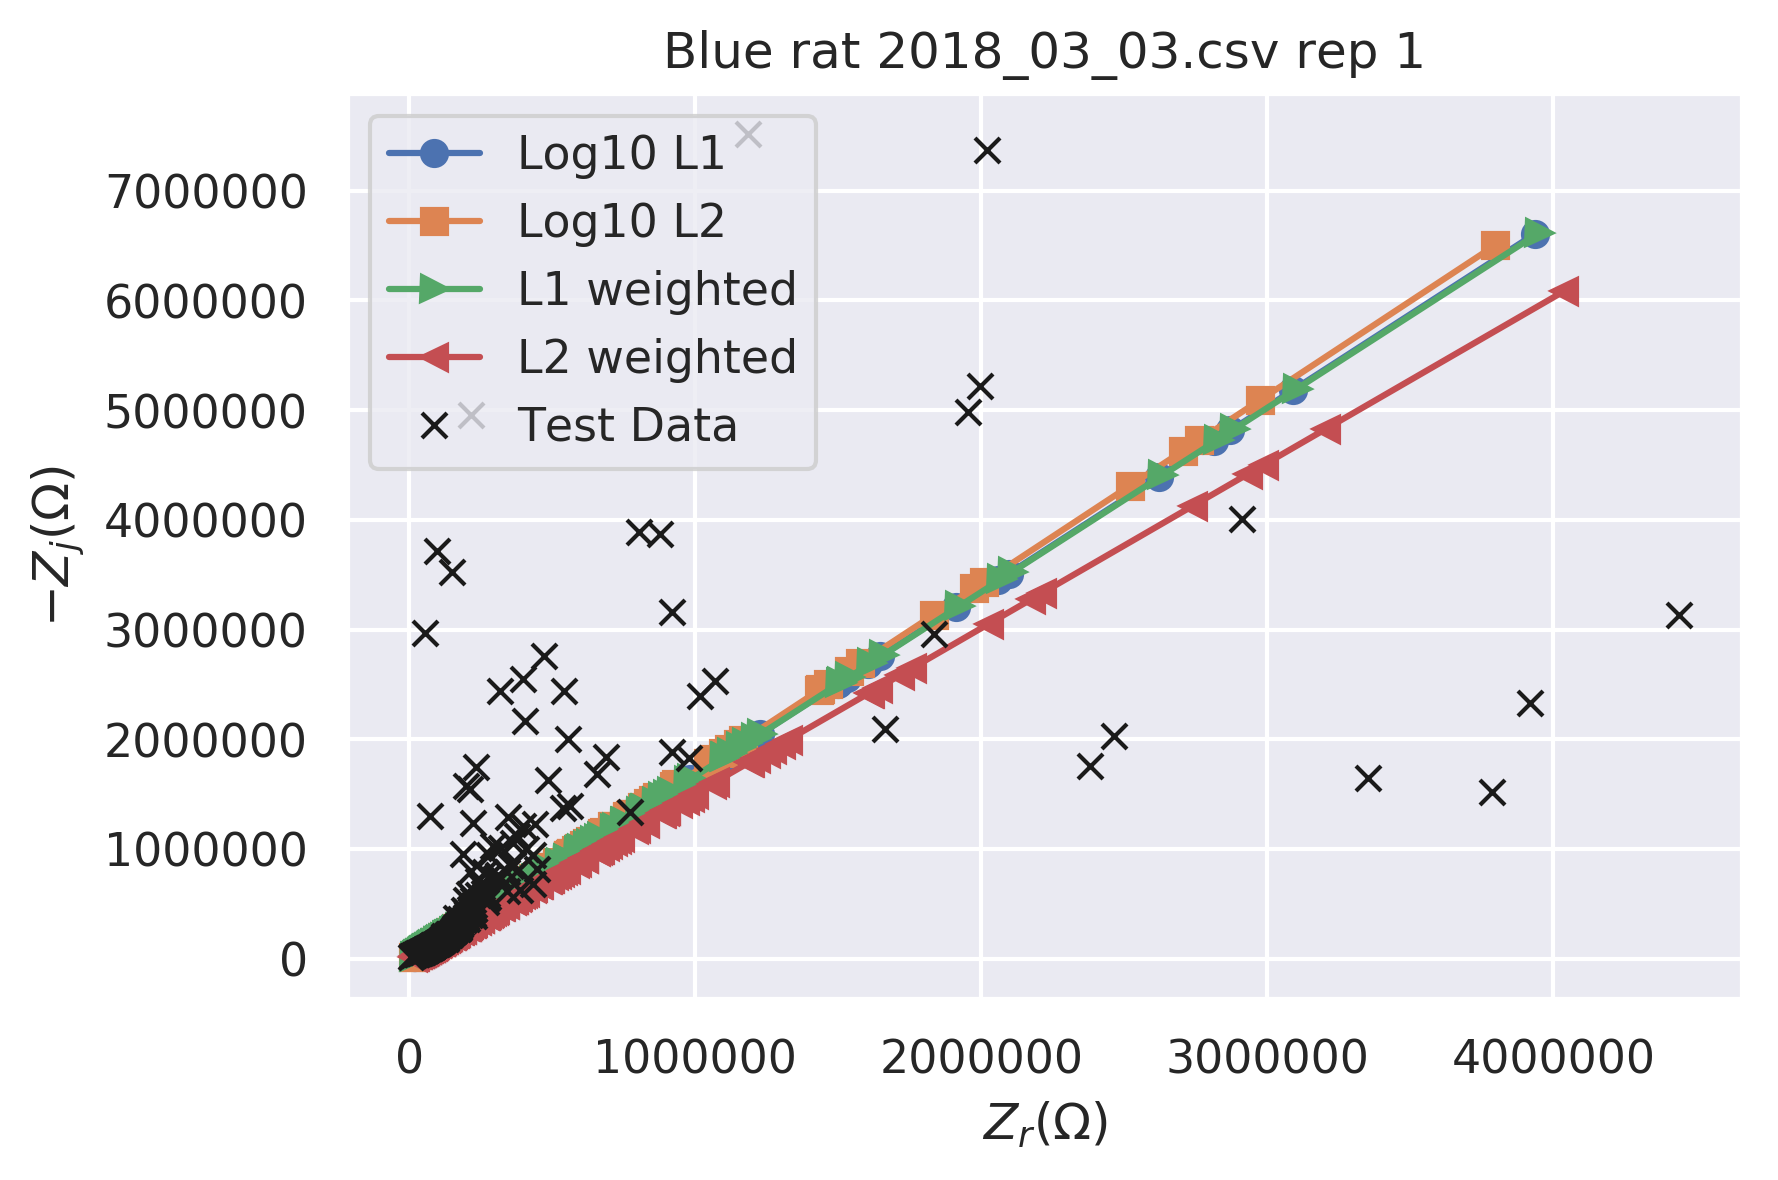 Blue rat 2018_03_03.csv rep 1
Log10 L1
Log10 L2
L1 weighted
L2 weighted
Test Data
7000000
6000000
5000000
4000000
3000000
2000000
1000000
0
−Z_j(Ω)
0 1000000 2000000 3000000 4000000
Z_r(Ω)